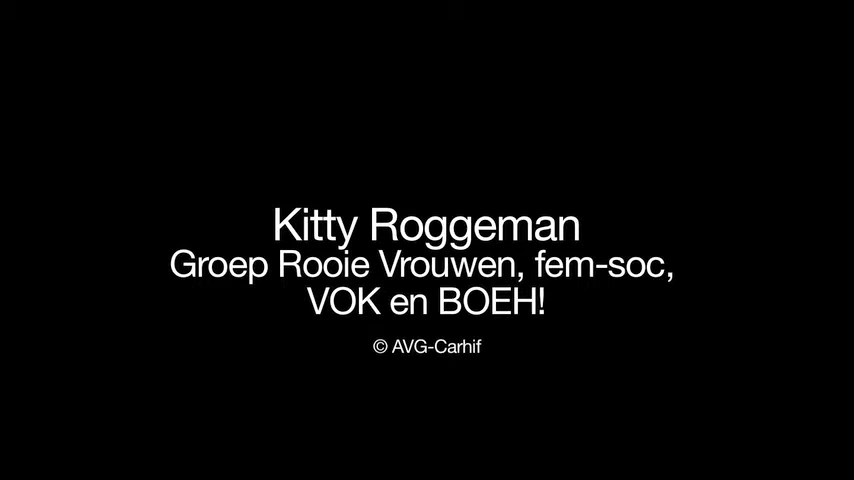 Kitty Roggeman
Groep Rooie Vrouwen, fem-soc,
VOK en BOEH!
© AVG-Carhif